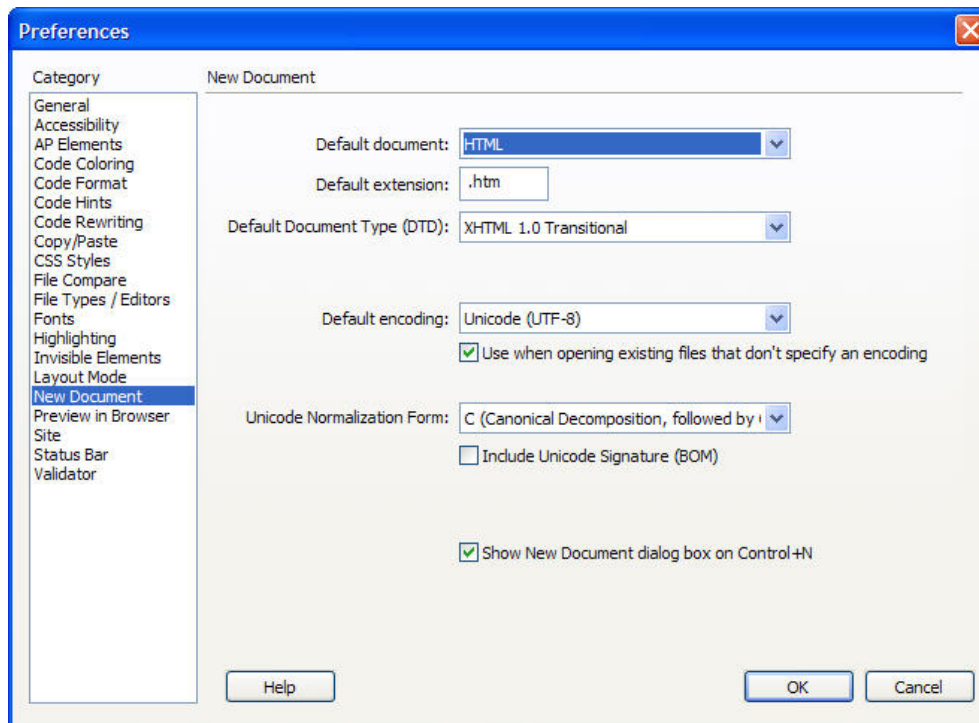 Preferences
Category
General
Accessibility
AP Elements
Code Coloring
Code Format
Code Hints
Code Rewriting
Copy/Paste
CSS Styles
File Compare
File Types / Editors
Fonts
Highlighting
Invisible Elements
Layout Mode
New Document
Preview in Browser
Site
Status Bar
Validator
New Document
Default document: HTML
Default extension: .htm
Default Document Type (DTD): XHTML 1.0 Transitional
Default encoding: Unicode (UTF-8)
Use when opening existing files that don't specify an encoding
Unicode Normalization Form: C (Canonical Decomposition, followed by
Include Unicode Signature (BOM)
Show New Document dialog box on Control+N
Help OK Cancel